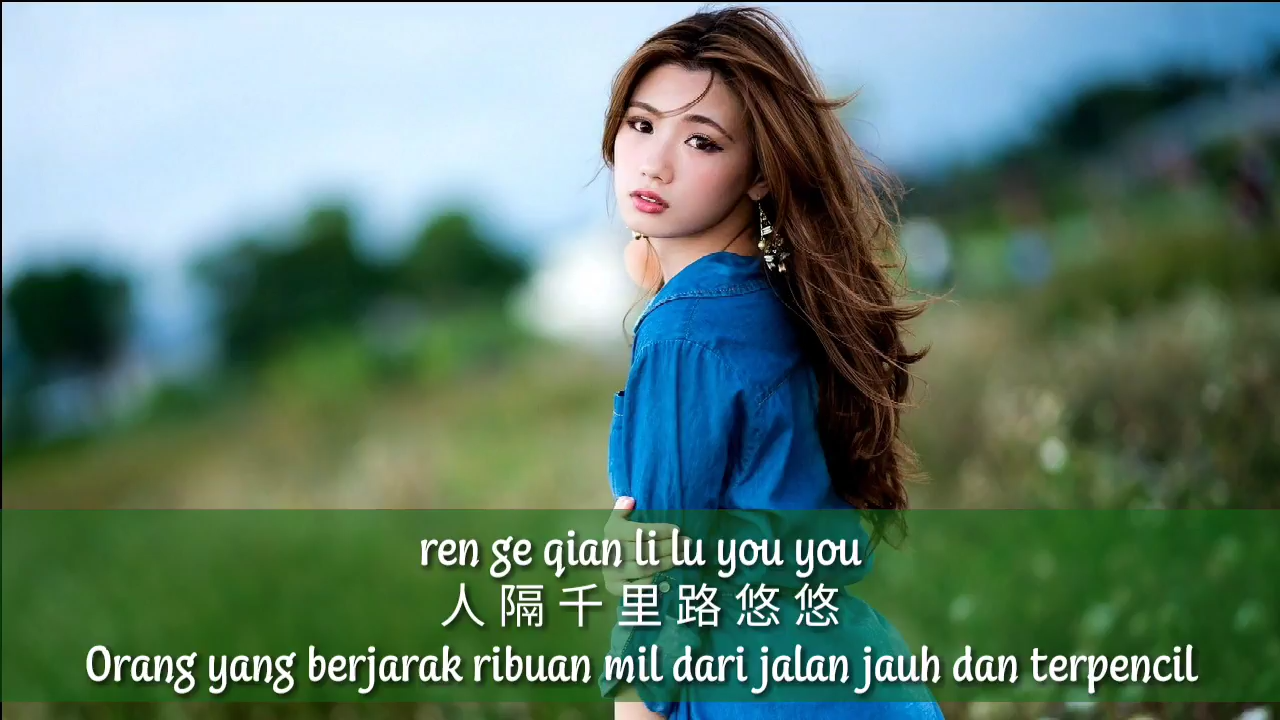 ren ge qian li lu you you
人隔千里路悠悠
Orang yang berjarak ribuan mil dari jalan jauh dan terpencil